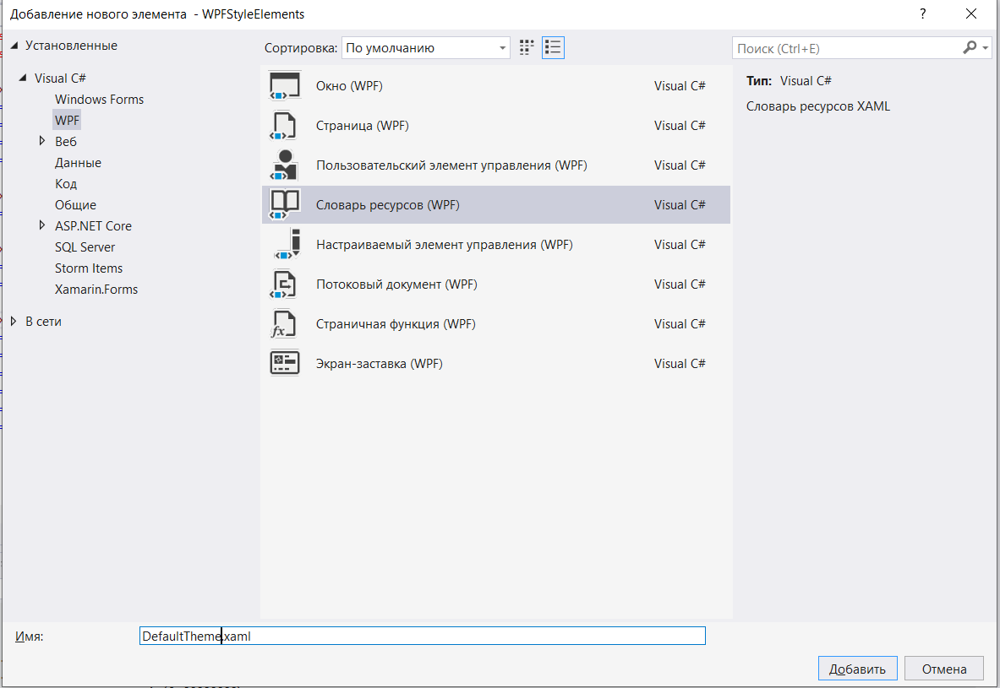 Добавление нового элемента - WPFStyleElements
?
Установленные
Сортировка: По умолчанию
Поиск (Ctrl+E)
Visual C#
Windows Forms
WPF
Веб
Данные
Код
Общие
ASP.NET Core
SQL Server
Storm Items
Xamarin.Forms
В сети
Окно (WPF) Visual C#
Страница (WPF) Visual C#
Пользовательский элемент управления (WPF) Visual C#
Словарь ресурсов (WPF) Visual C#
Настраиваемый элемент управления (WPF) Visual C#
Потоковый документ (WPF) Visual C#
Страничная функция (WPF) Visual C#
Экран-заставка (WPF) Visual C#
Тип: Visual C#
Словарь ресурсов XAML
Имя: DefaultTheme.xaml
Добавить Отмена